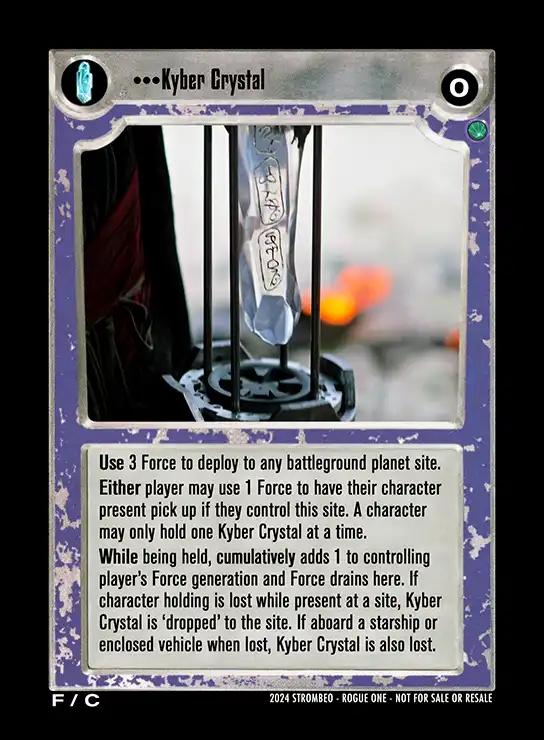 •••Kyber Crystal
O
Use 3 Force to deploy to any battleground planet site.
Either player may use 1 Force to have their character
present pick up if they control this site. A character
may only hold one Kyber Crystal at a time.
While being held, cumulatively adds 1 to controlling
player's Force generation and Force drains here. If
character holding is lost while present at a site, Kyber
Crystal is ‘dropped’ to the site. If aboard a starship or
enclosed vehicle when lost, Kyber Crystal is also lost.
F / C
2024 STROMBEO - ROGUE ONE - NOT FOR SALE OR RESALE